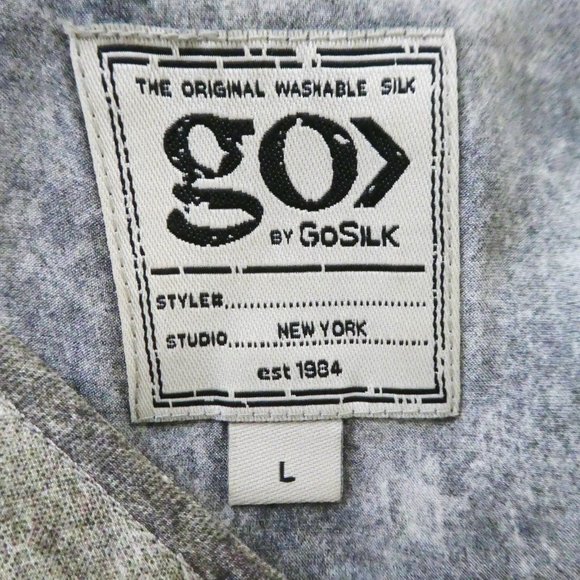 THE ORIGINAL WASHABLE SILK
go>
BY GOSILK
STYLE#..............................
STUDIO......NEW YORK..............
est 1984
L